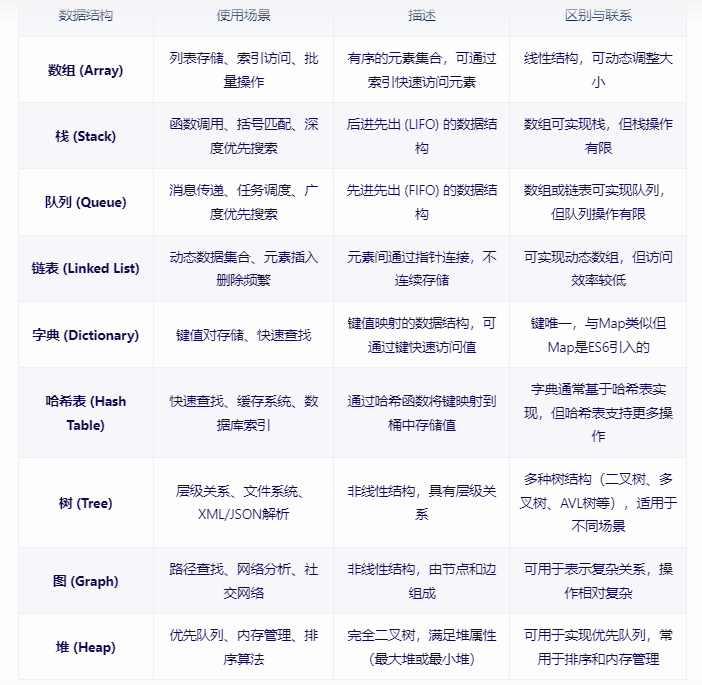 数据结构 使用场景 描述 区别与联系
数组 (Array)
列表存储、索引访问、批
量操作
有序的元素集合，可通过
索引快速访问元素
线性结构，可动态调整大
小
栈 (Stack)
函数调用、括号匹配、深
度优先搜索
后进先出 (LIFO) 的数据结
构
数组可实现栈，但栈操作
有限
队列 (Queue)
消息传递、任务调度、广
度优先搜索
先进先出 (FIFO) 的数据结
构
数组或链表可实现队列，
但队列操作有限
链表 (Linked List)
动态数据集合、元素插入
删除频繁
元素间通过指针连接，不
连续存储
可实现动态数组，但访问
效率较低
字典 (Dictionary)
键值对存储、快速查找
键值映射的数据结构，可
通过键快速访问值
键唯一，与Map类似但
Map是ES6引入的
哈希表 (Hash
Table)
快速查找、缓存系统、数
据库索引
通过哈希函数将键映射到
桶中存储值
字典通常基于哈希表实
现，但哈希表支持更多操
作
树 (Tree)
层级关系、文件系统、
XML/JSON解析
非线性结构，具有层级关
系
多种树结构（二叉树、多
叉树、AVL树等），适用于
不同场景
图 (Graph)
路径查找、网络分析、社
交网络
非线性结构，由节点和边
组成
可用于表示复杂关系，操
作相对复杂
堆 (Heap)
优先队列、内存管理、排
序算法
完全二叉树，满足堆属性
（最大堆或最小堆）
可用于实现优先队列，常
用于排序和内存管理